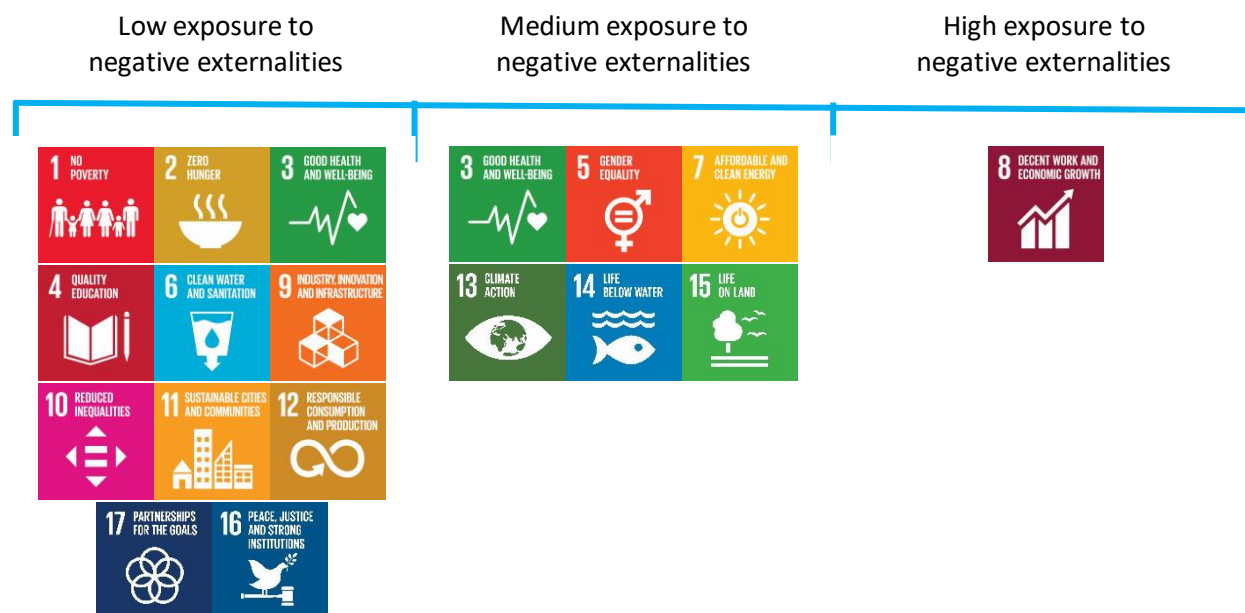 Low exposure to
negative externalities
Medium exposure to
negative externalities
High exposure to
negative externalities
1 NO
POVERTY
2 ZERO
HUNGER
3 GOOD HEALTH
AND WELL-BEING
4 QUALITY
EDUCATION
6 CLEAN WATER
AND SANITATION
9 INDUSTRY, INNOVATION
AND INFRASTRUCTURE
10 REDUCED
INEQUALITIES
11 SUSTAINABLE CITIES
AND COMMUNITIES
12 RESPONSIBLE
CONSUMPTION
AND PRODUCTION
17 PARTNERSHIPS
FOR THE GOALS
16 PEACE, JUSTICE
AND STRONG
INSTITUTIONS
3 GOOD HEALTH
AND WELL-BEING
5 GENDER
EQUALITY
7 AFFORDABLE AND
CLEAN ENERGY
13 CLIMATE
ACTION
14 LIFE
BELOW WATER
15 LIFE
ON LAND
8 DECENT WORK AND
ECONOMIC GROWTH